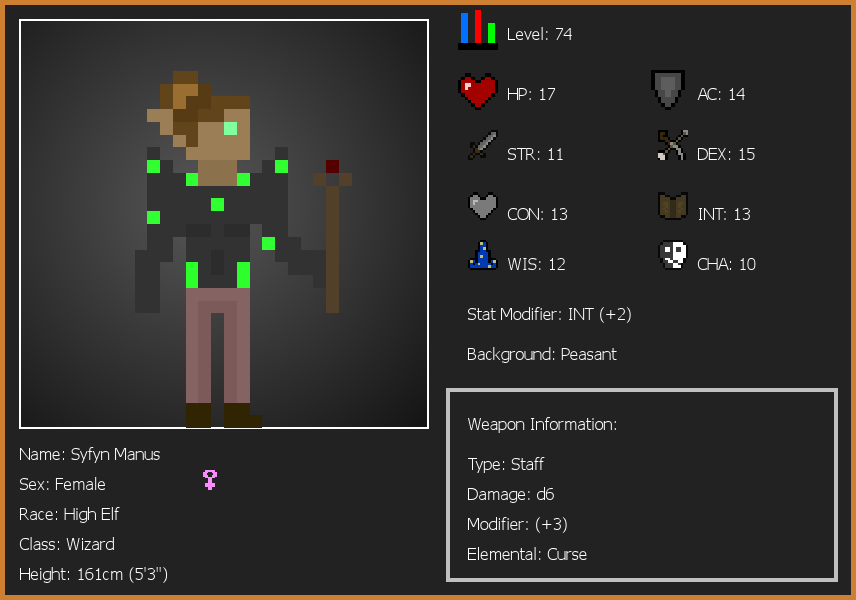 Level: 74
HP: 17
AC: 14
STR: 11
DEX: 15
CON: 13
INT: 13
WIS: 12
CHA: 10
Stat Modifier: INT (+2)
Background: Peasant
Weapon Information:
Type: Staff
Damage: d6
Modifier: (+3)
Elemental: Curse
Name: Syfyn Manus
Sex: Female
Race: High Elf
Class: Wizard
Height: 161cm (5'3")